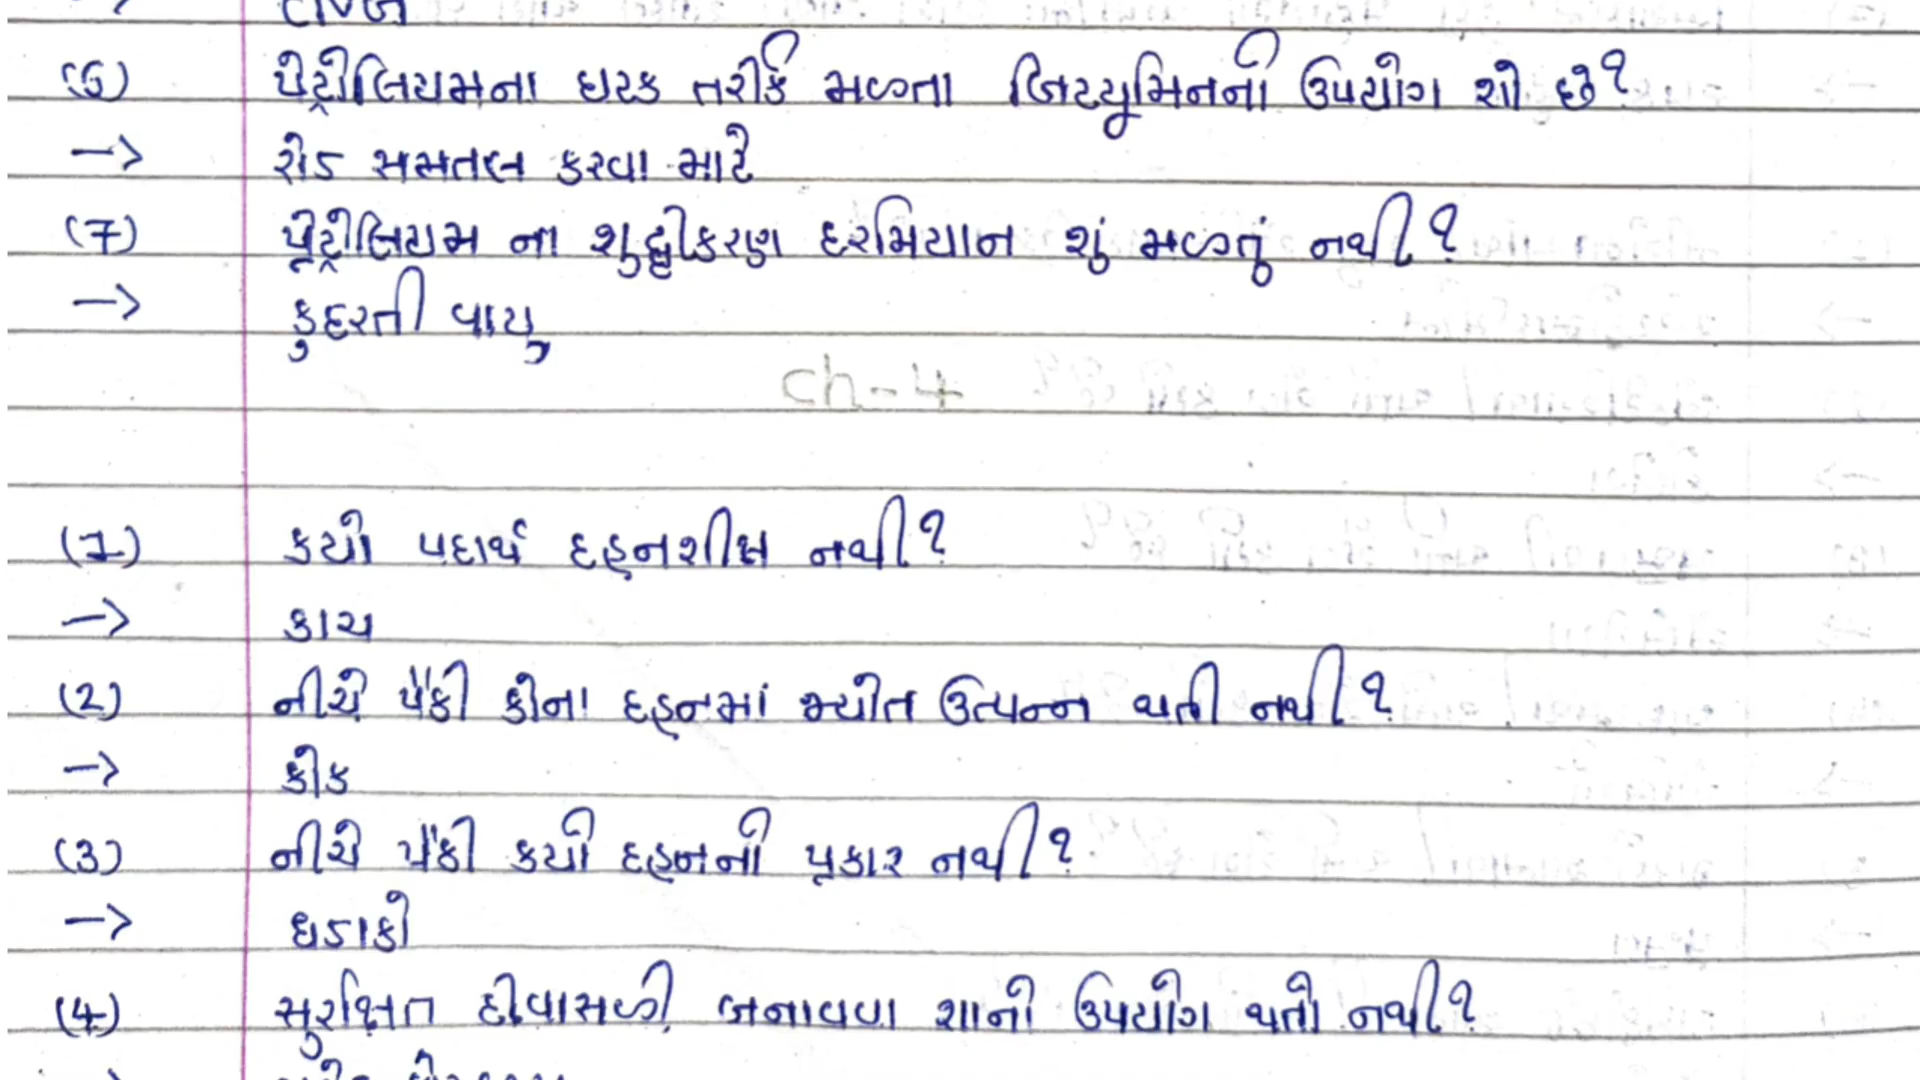 (6) પેટ્રોલિયમના ઘટક તરીકે મળતા બિટ્યૂમિનનો ઉપયોગ શો છે?
→ રોડ સમતલ કરવા માટે
(7) પેટ્રોલિયમ ના શુદ્ધીકરણ દરમિયાન શું મળતું નથી?
→ કુદરતી વાયુ
ch-4
(1) કયો પદાર્થ દહનશીલ નથી?
→ કાચ
(2) નીચે પૈકી કોના દહનમાં જ્યોત ઉત્પન્ન થતી નથી?
→ કોક
(3) નીચે પૈકી કયો દહનનો પ્રકાર નથી?
→ ધડાકો
(4) સુરક્ષિત દીવાસળી બનાવવા શાનો ઉપયોગ થતો નથી?